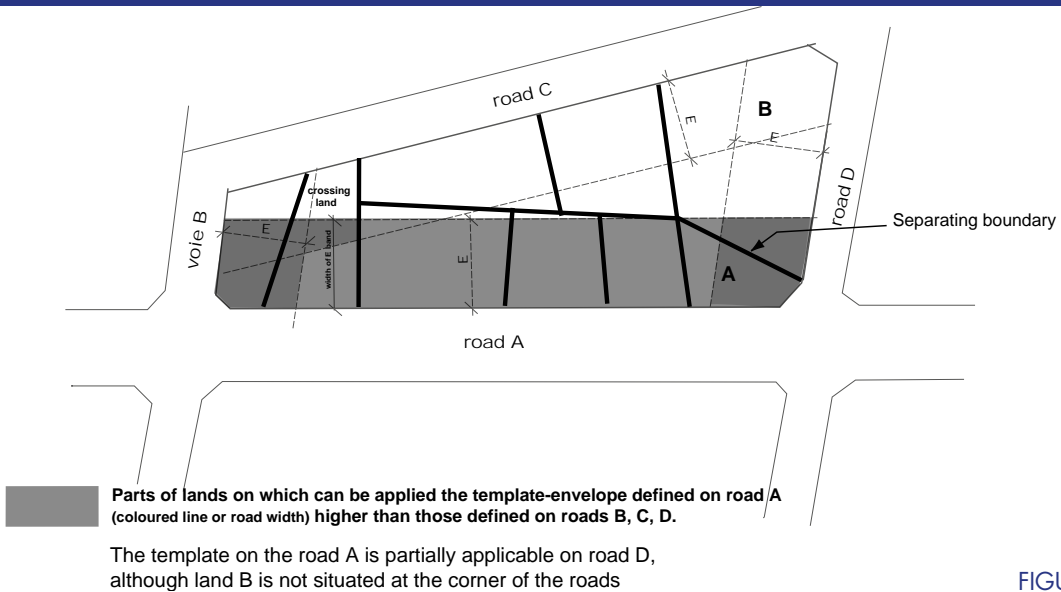 road C
B
E
E
crossing
land
road D
Separating boundary
voie B
E
width of E band
E
A
road A
Parts of lands on which can be applied the template-envelope defined on road A
(coloured line or road width) higher than those defined on roads B, C, D.
The template on the road A is partially applicable on road D,
although land B is not situated at the corner of the roads
FIGU